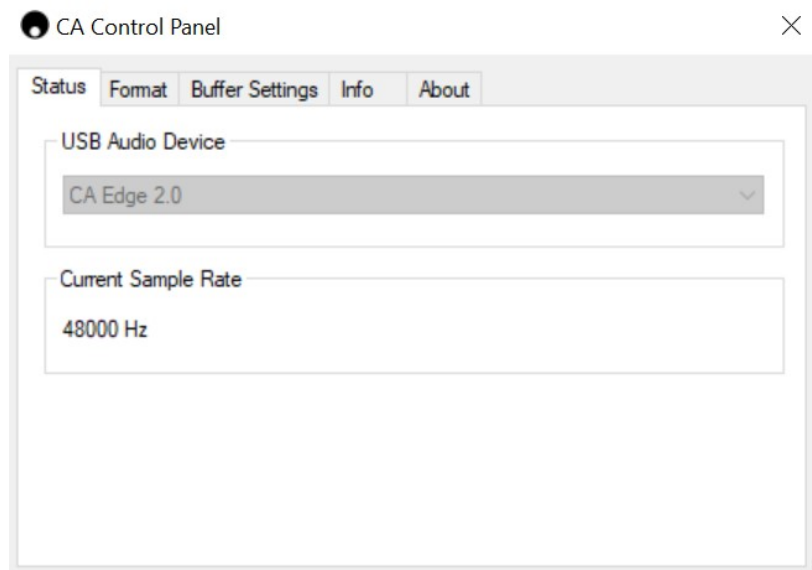 CA Control Panel
Status Format Buffer Settings Info About
USB Audio Device
CA Edge 2.0
Current Sample Rate
48000 Hz